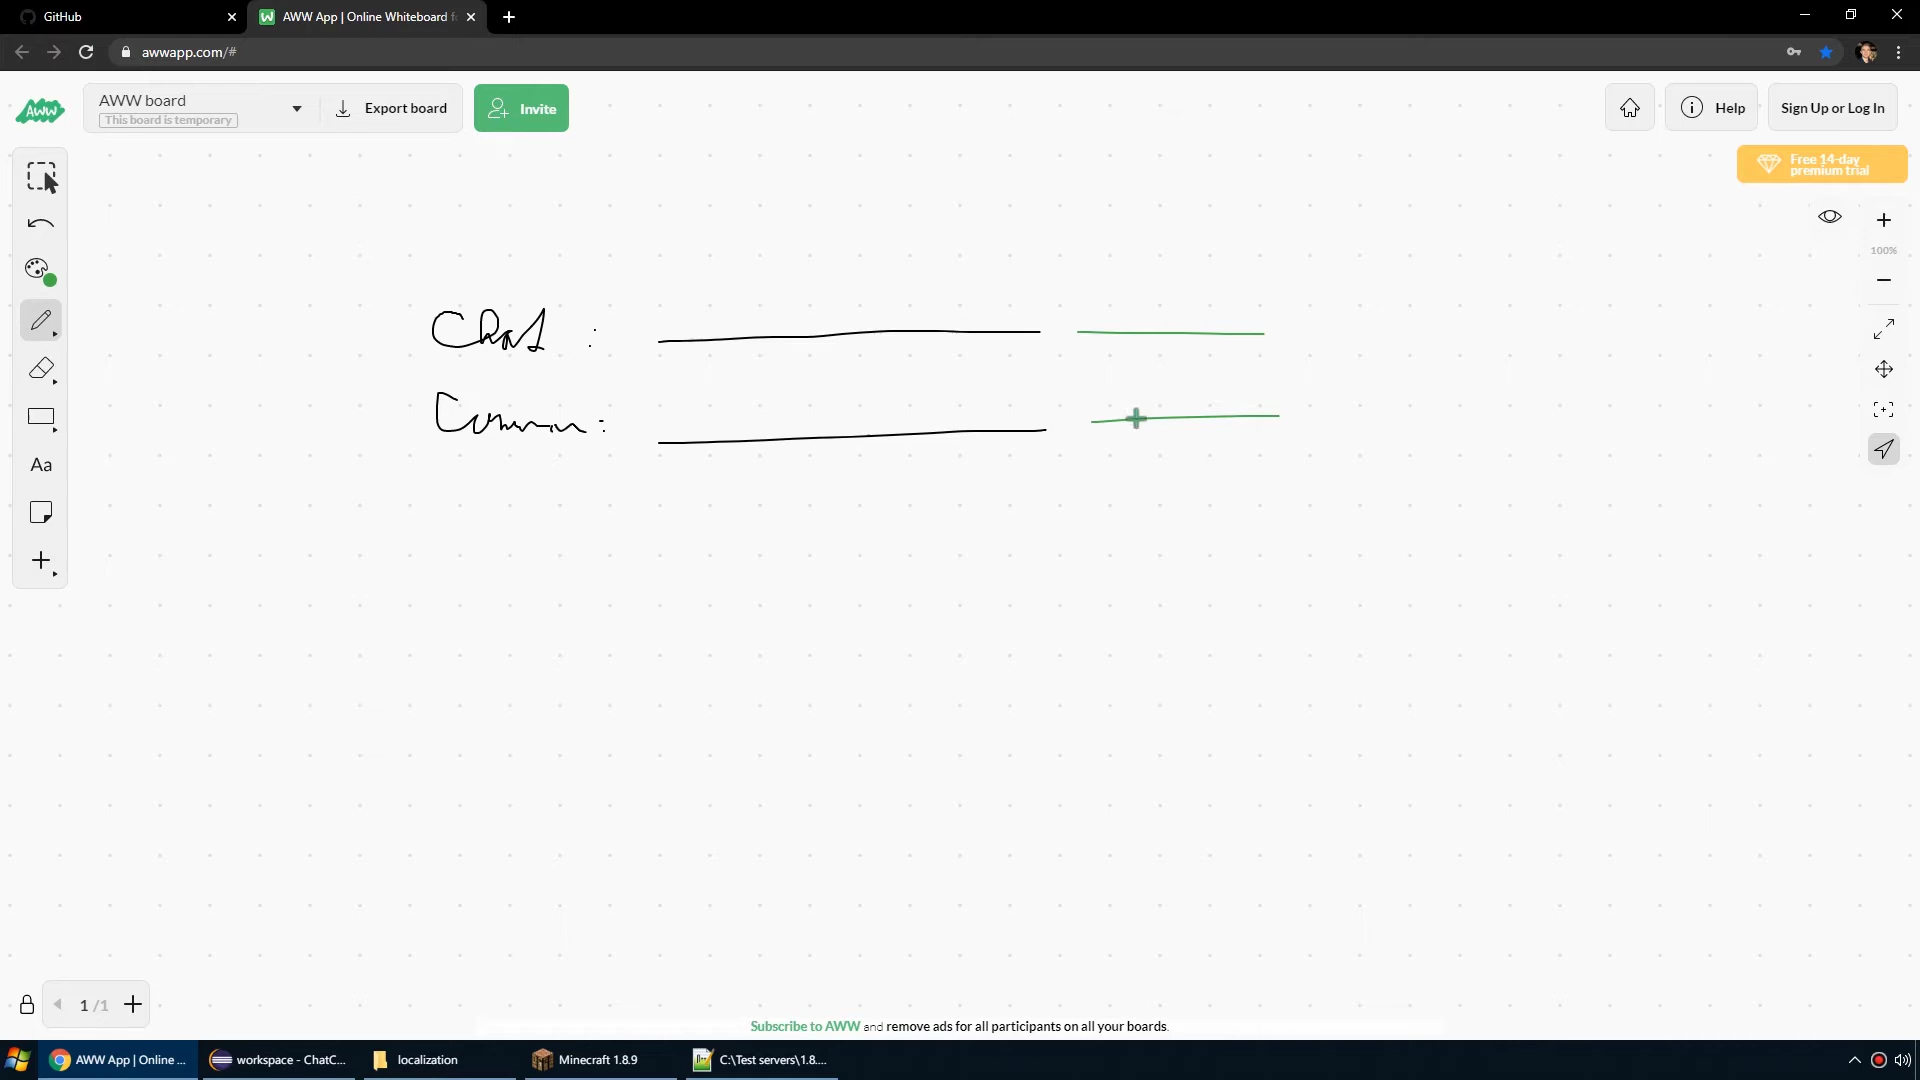 GitHub
AWW App | Online Whiteboard f
awwapp.com/#
AWW
AWW board
This board is temporary
Export board
Invite
Help
Sign Up or Log In
Free 14-day
premium trial
100%
Chat :
Aa
1 /1
Subscribe to AWW and remove ads for all participants on all your boards.
AWW App | Online ...
workspace - ChatC...
localization
Minecraft 1.8.9
C:\Test servers\1.8....